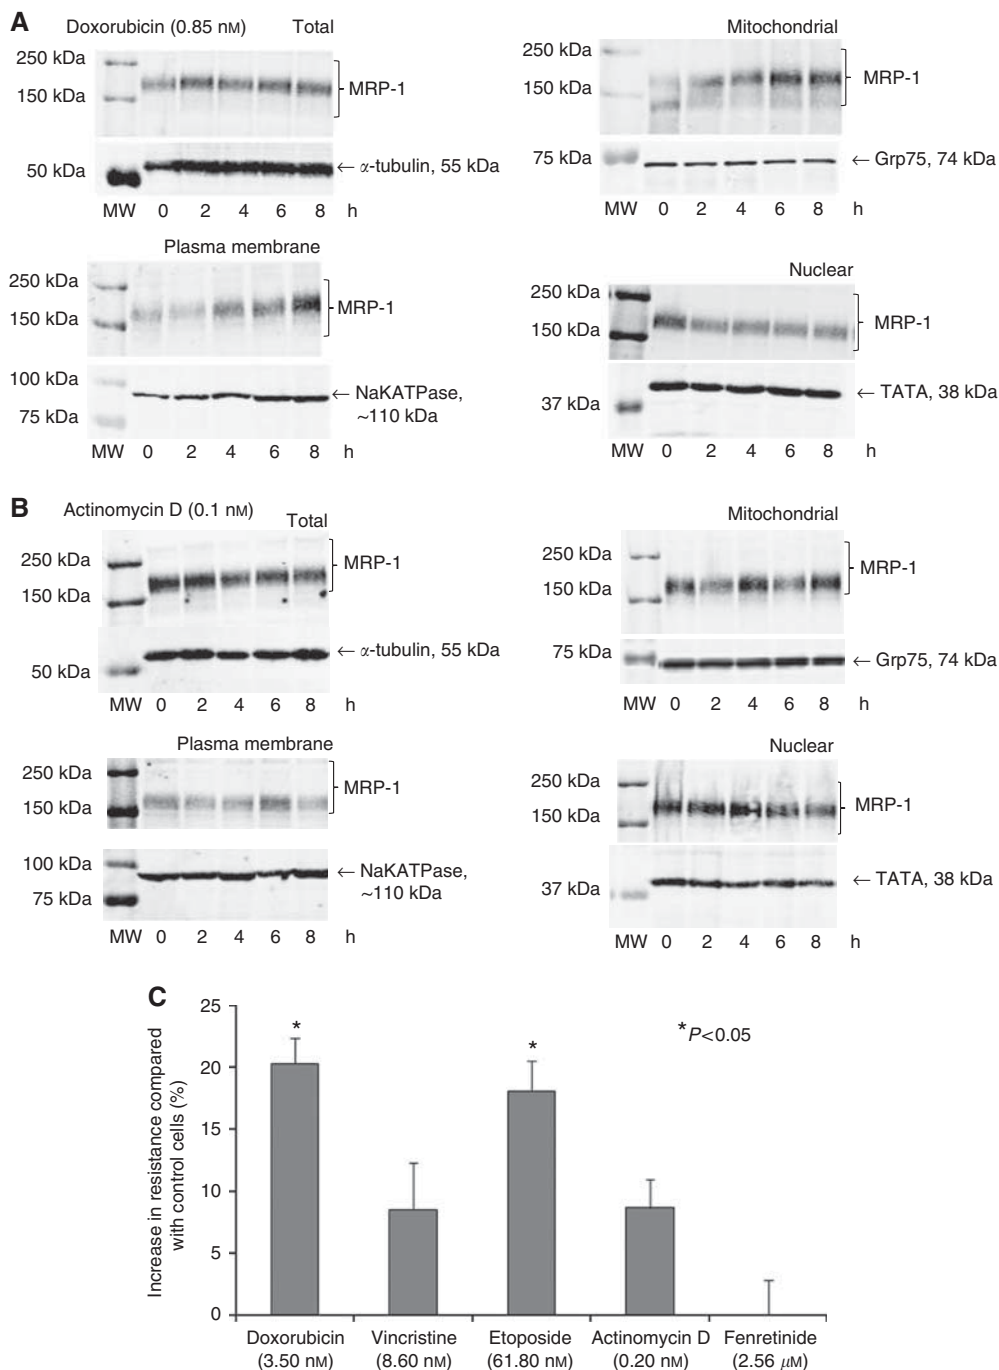 A
Doxorubicin (0.85 nM) Total
250 kDa
150 kDa
MRP-1
50 kDa
← α-tubulin, 55 kDa
MW 0 2 4 6 8 h
Mitochondrial
250 kDa
150 kDa
MRP-1
75 kDa
← Grp75, 74 kDa
MW 0 2 4 6 8 h
Plasma membrane
250 kDa
150 kDa
MRP-1
100 kDa
75 kDa
← NaKATPase,
~110 kDa
MW 0 2 4 6 8 h
Nuclear
250 kDa
150 kDa
MRP-1
37 kDa
← TATA, 38 kDa
MW 0 2 4 6 8 h
B
Actinomycin D (0.1 nM) Total
250 kDa
150 kDa
MRP-1
50 kDa
← α-tubulin, 55 kDa
MW 0 2 4 6 8 h
Mitochondrial
250 kDa
150 kDa
MRP-1
75 kDa
← Grp75, 74 kDa
MW 0 2 4 6 8 h
Plasma membrane
250 kDa
150 kDa
MRP-1
100 kDa
75 kDa
← NaKATPase,
~110 kDa
MW 0 2 4 6 8 h
Nuclear
250 kDa
150 kDa
MRP-1
37 kDa
← TATA, 38 kDa
MW 0 2 4 6 8 h
C
Increase in resistance compared
with control cells (%)
25
20
15
10
5
0
*
*
*P<0.05
Doxorubicin Vincristine Etoposide Actinomycin D Fenretinide
(3.50 nM) (8.60 nM) (61.80 nM) (0.20 nM) (2.56 μM)